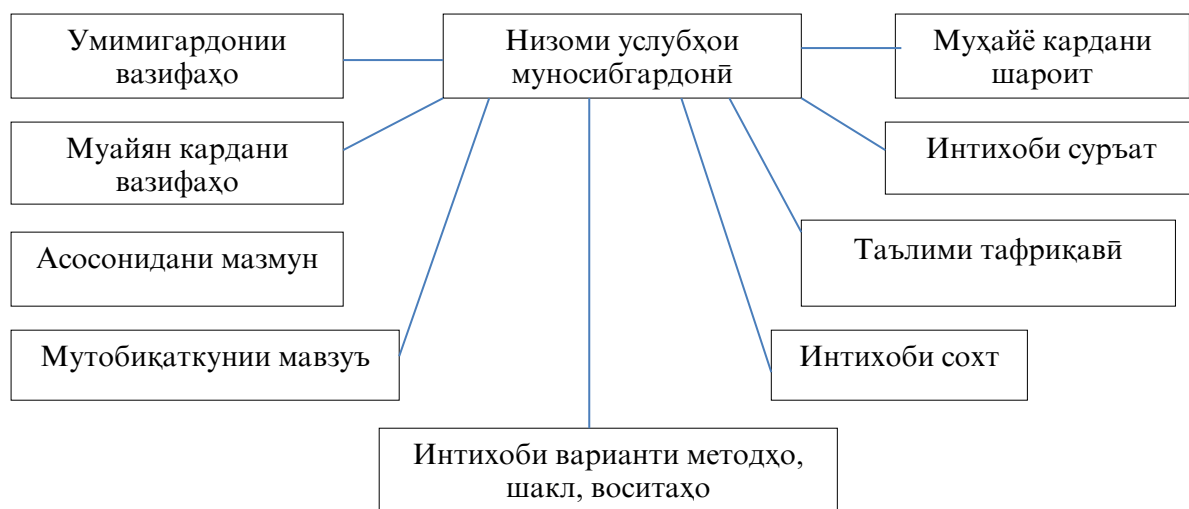 Умимигардонии
вазифаҳо
Низоми услубҳои
муносибгардонӣ
Муҳайё кардани
шароит
Муайян кардани
вазифаҳо
Интихоби суръат
Асосонидани мазмун
Таълими тафриқавӣ
Мутобиқаткунии мавзуъ
Интихоби сохт
Интихоби варианти методҳо,
шакл, воситаҳо